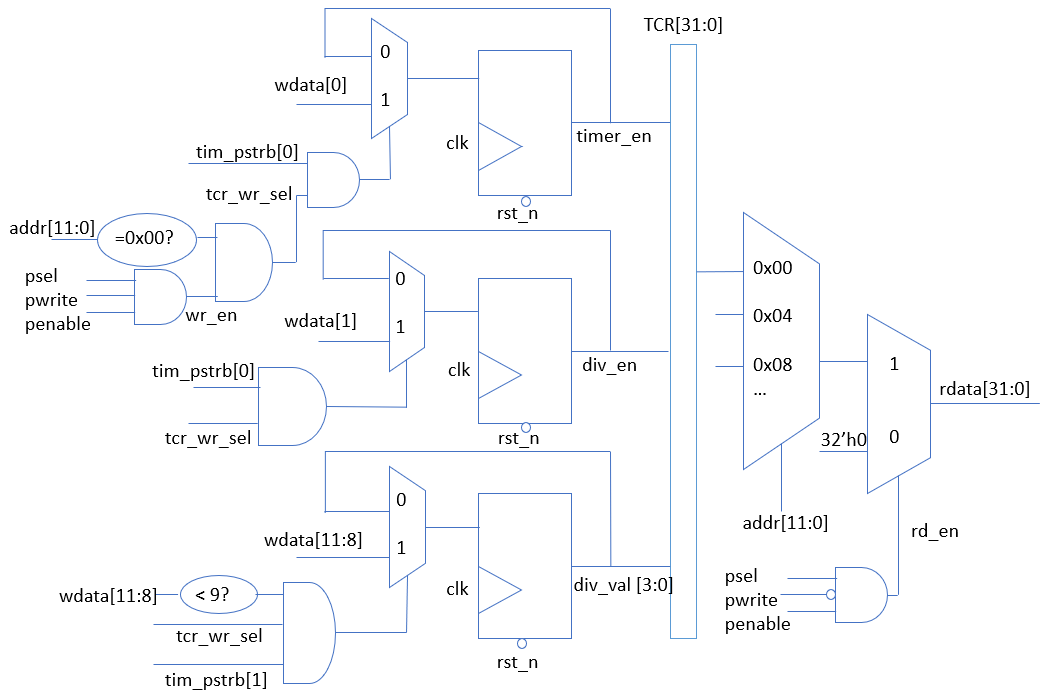 TCR[31:0]
0
wdata[0]
1
clk
timer_en
rst_n
tim_pstrb[0]
tcr_wr_sel
addr[11:0]
=0x00?
psel
pwrite
penable
wr_en
0
wdata[1]
1
clk
div_en
rst_n
tim_pstrb[0]
tcr_wr_sel
0
wdata[11:8]
1
clk
div_val [3:0]
rst_n
wdata[11:8]
< 9?
tcr_wr_sel
tim_pstrb[1]
0x00
0x04
0x08
...
addr[11:0]
1
32’h0
0
rdata[31:0]
rd_en
psel
pwrite
penable